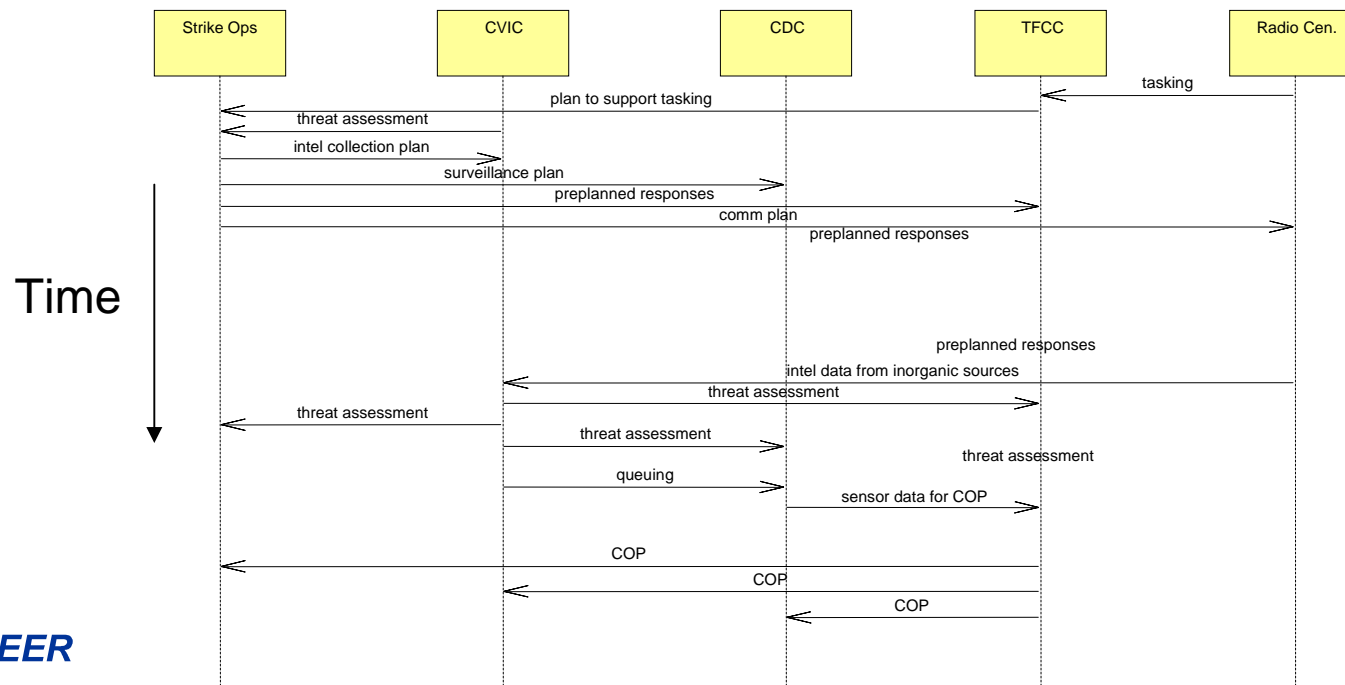 Strike Ops
CVIC
CDC
TFCC
Radio Cen.
tasking
plan to support tasking
threat assessment
intel collection plan
surveillance plan
preplanned responses
comm plan
preplanned responses
Time
preplanned responses
intel data from inorganic sources
threat assessment
threat assessment
threat assessment
threat assessment
queuing
sensor data for COP
COP
COP
COP
EER